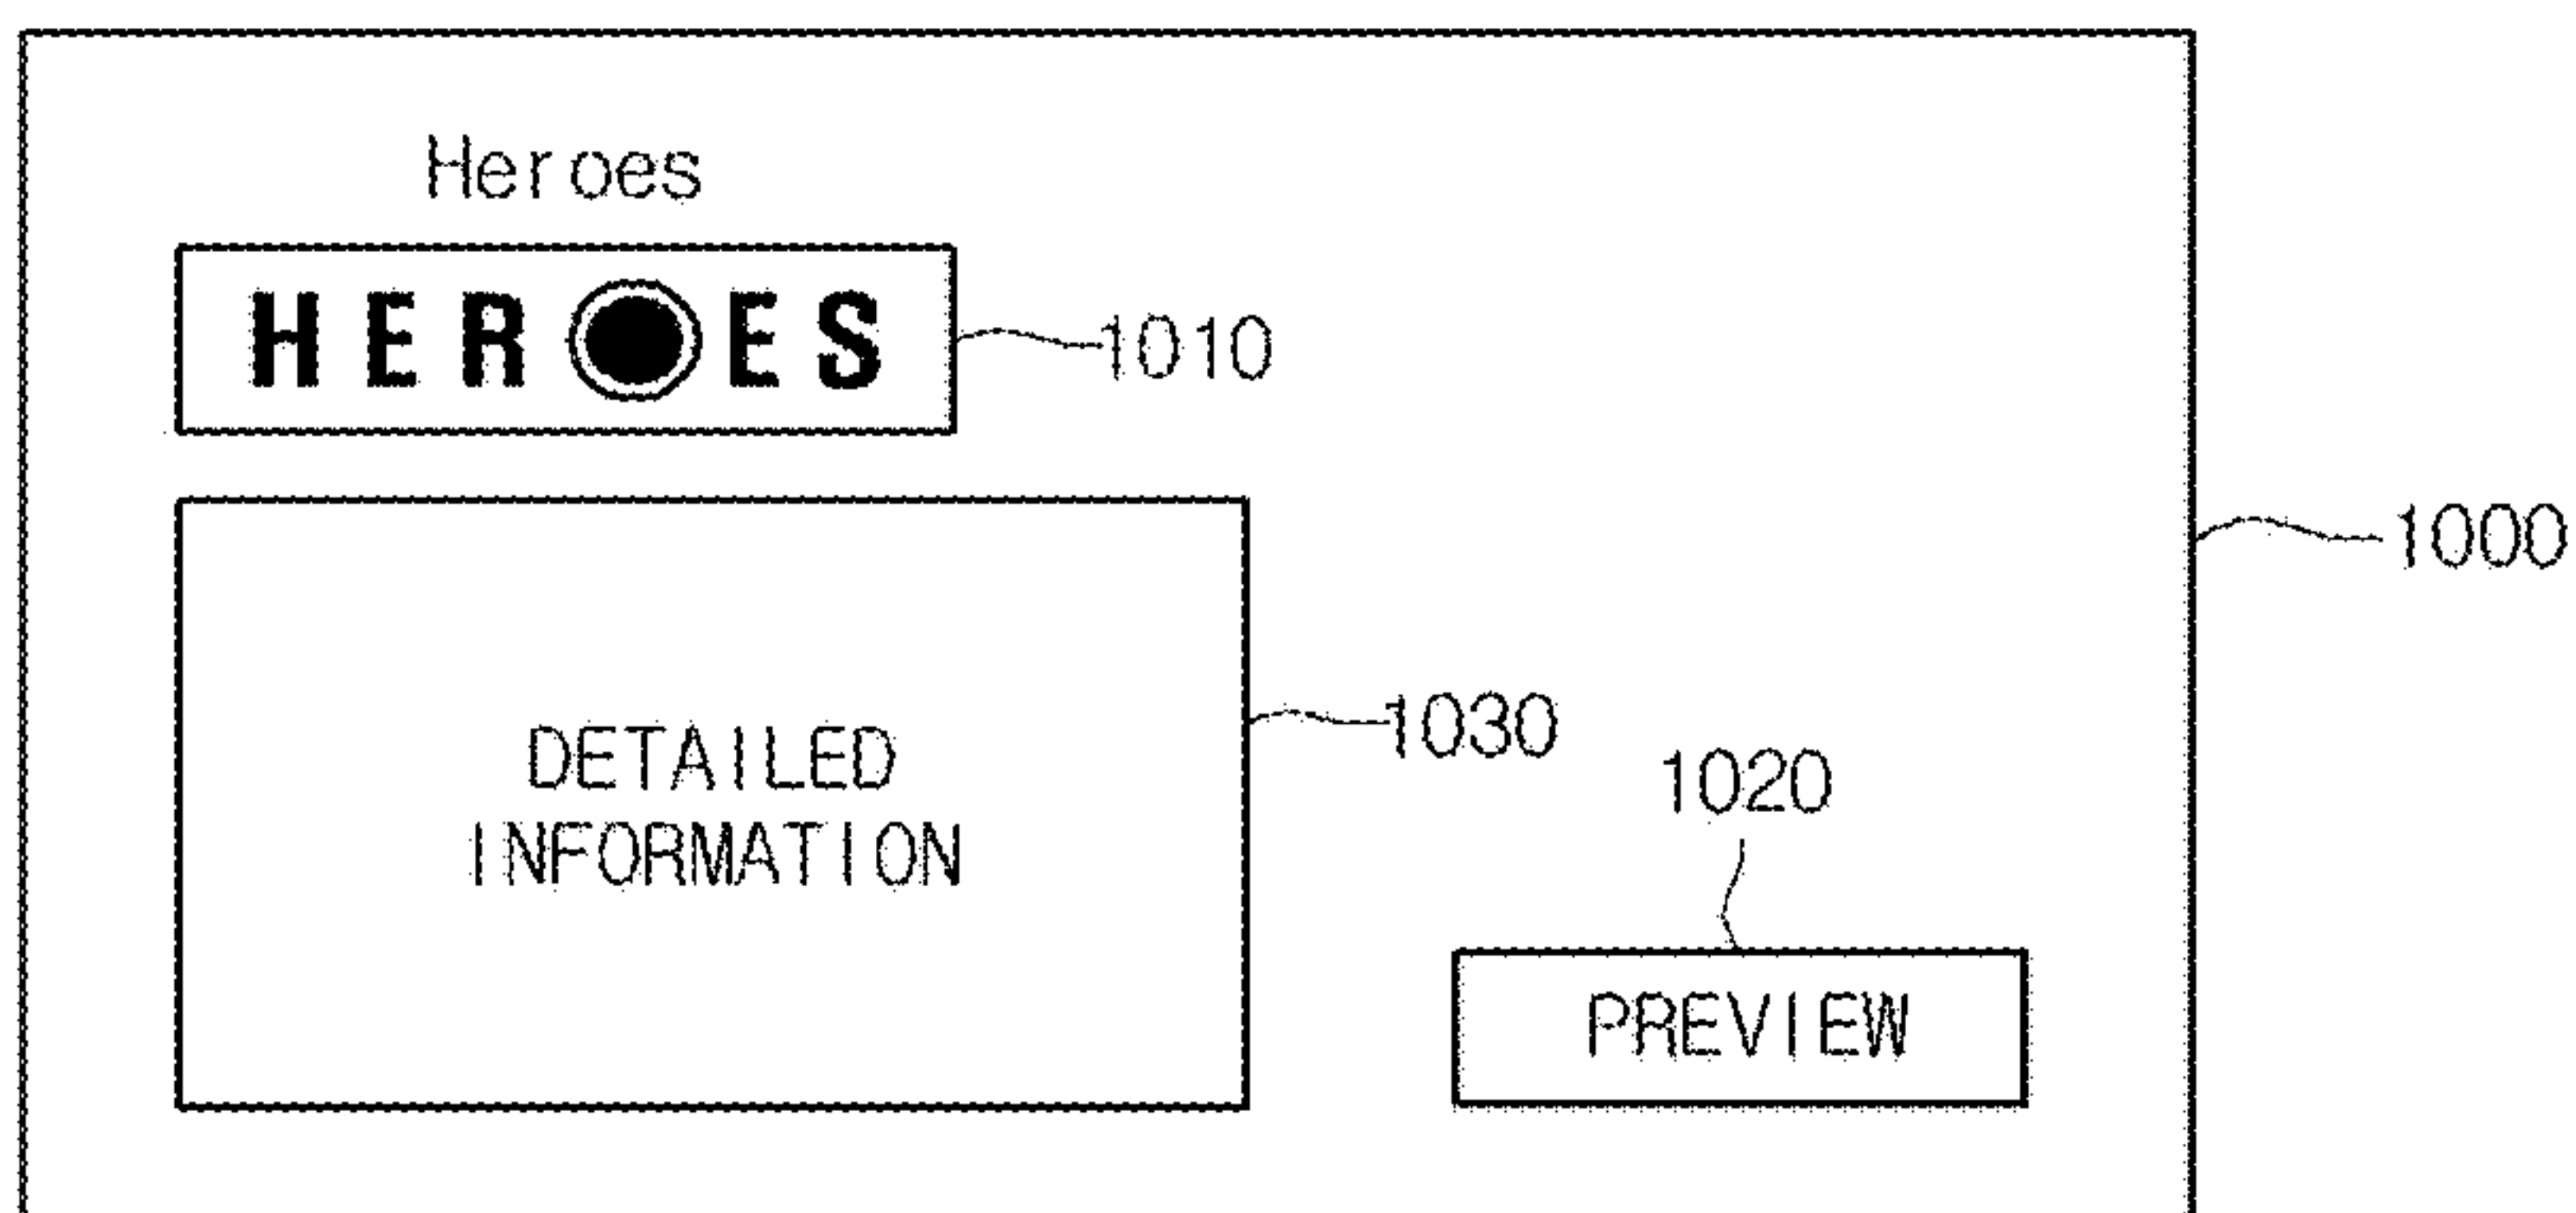 Heroes
HER●ES
1010
1000
1030
DETAILED
INFORMATION
1020
PREVIEW